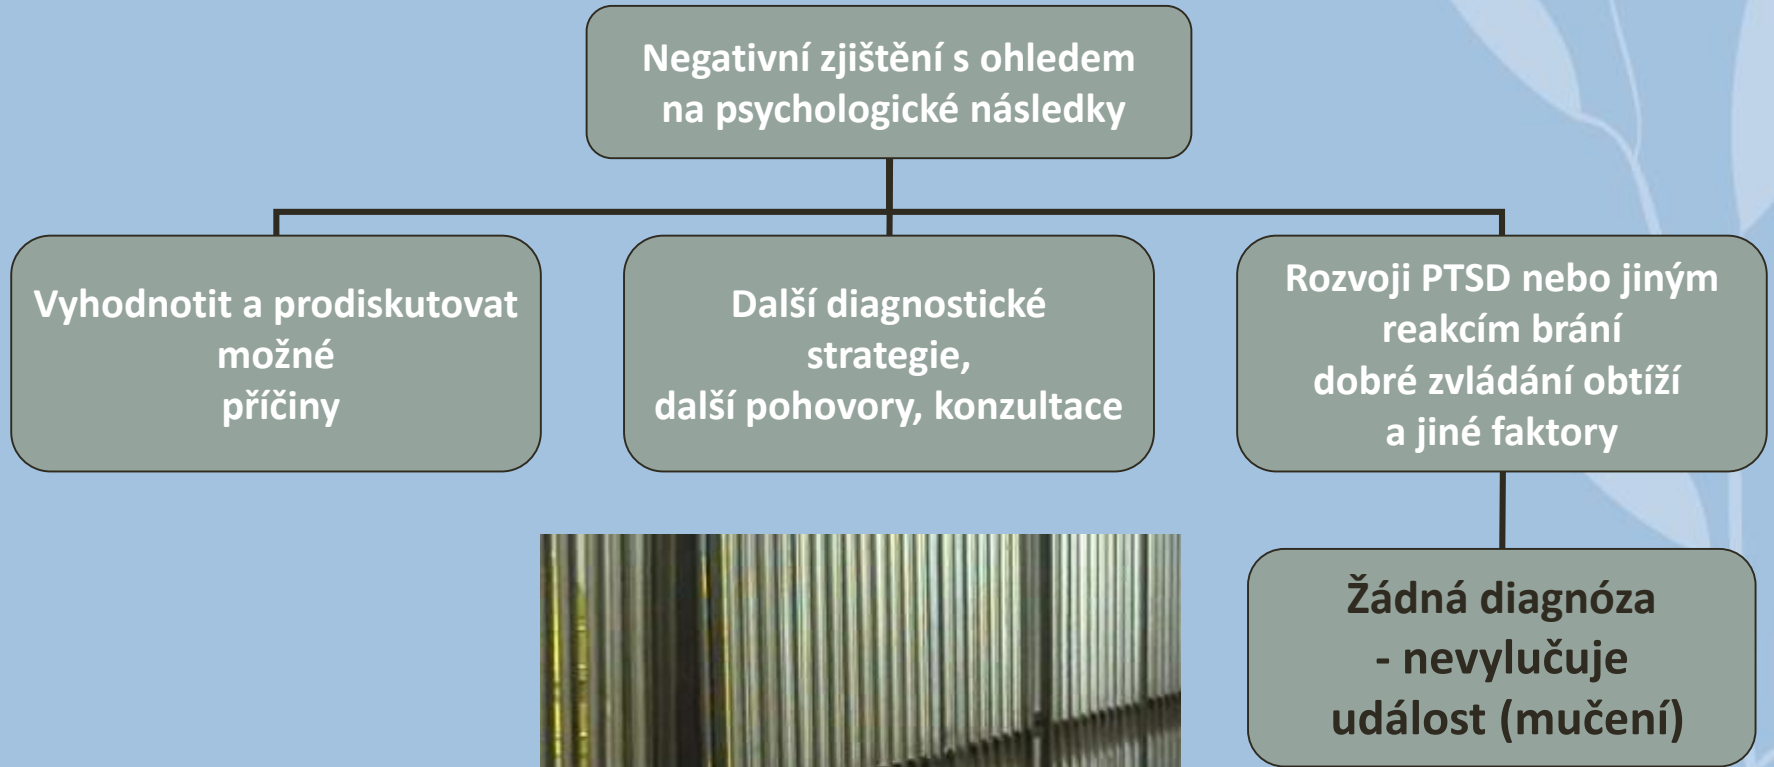 Negativní zjištění s ohledem
na psychologické následky
Vyhodnotit a prodiskutovat
možné
příčiny
Další diagnostické
strategie,
další pohovory, konzultace
Rozvoji PTSD nebo jiným
reakcím brání
dobré zvládání obtíží
a jiné faktory
Žádná diagnóza
- nevylučuje
událost (mučení)